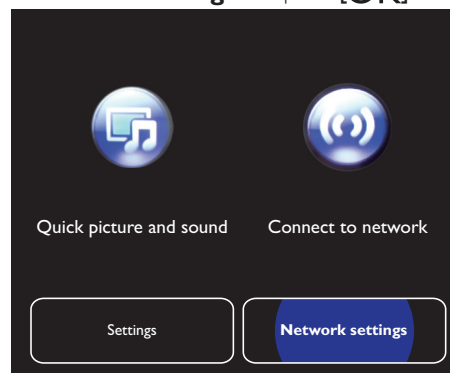 Quick picture and sound
Connect to network
Settings
Network settings